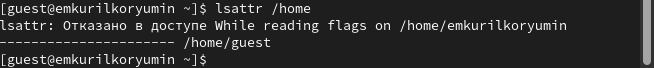 [guest@emkurilkoryumin ~]$ lsattr /home
lsattr: Отказано в доступе While reading flags on /home/emkurilkoryumin
---------------------- /home/guest
[guest@emkurilkoryumin ~]$